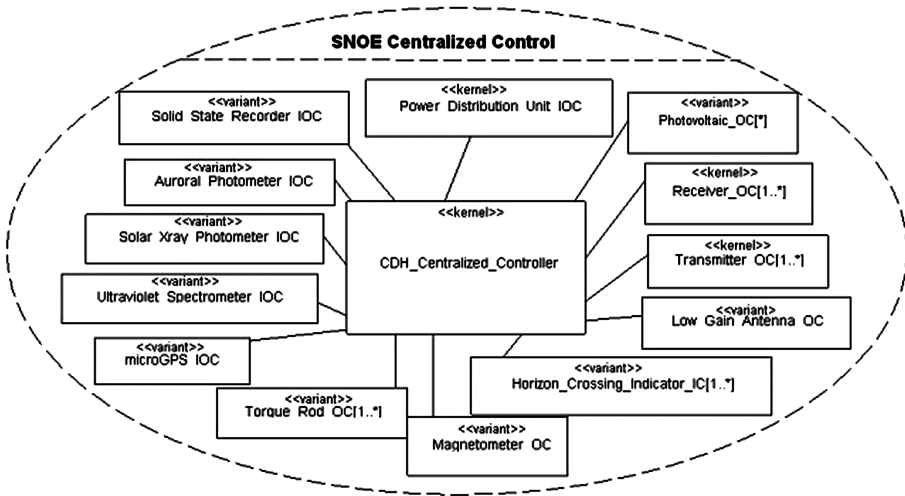 SNOE Centralized Control
<<kernel>>
Power Distribution Unit IOC
<<variant>>
Solid State Recorder IOC
<<variant>>
Photovoltaic_OC[*]
<<variant>>
Auroral Photometer IOC
<<kernel>>
Receiver_OC[1..*]
<<variant>>
Solar Xray Photometer IOC
<<kernel>>
CDH_Centralized_Controller
<<kernel>>
Transmitter OC[1..*]
<<variant>>
Ultraviolet Spectrometer IOC
<<variant>
Low Gain Antenna OC
<<variant>>
microGPS IOC
<<variant>>
Horizon_Crossing_Indicator_IC[1..*]
<<variant>>
Torque Rod OC[1..*]
<<variant>>
Magnetometer OC